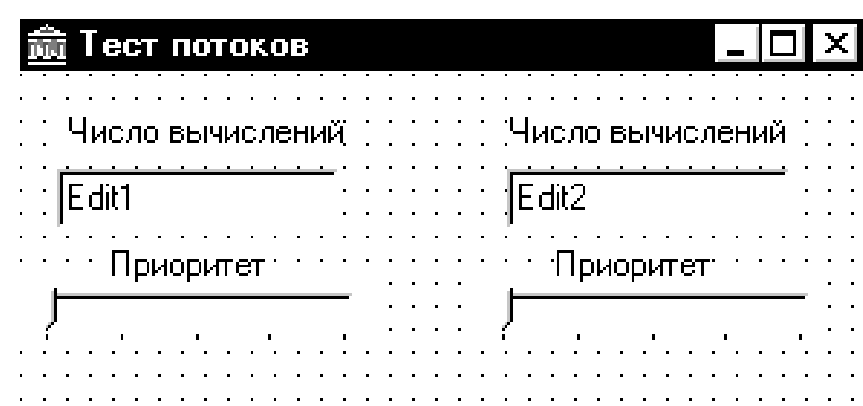 Тест потоков
Число вычислений Число вычислений
Edit1 Edit2
Приоритет Приоритет